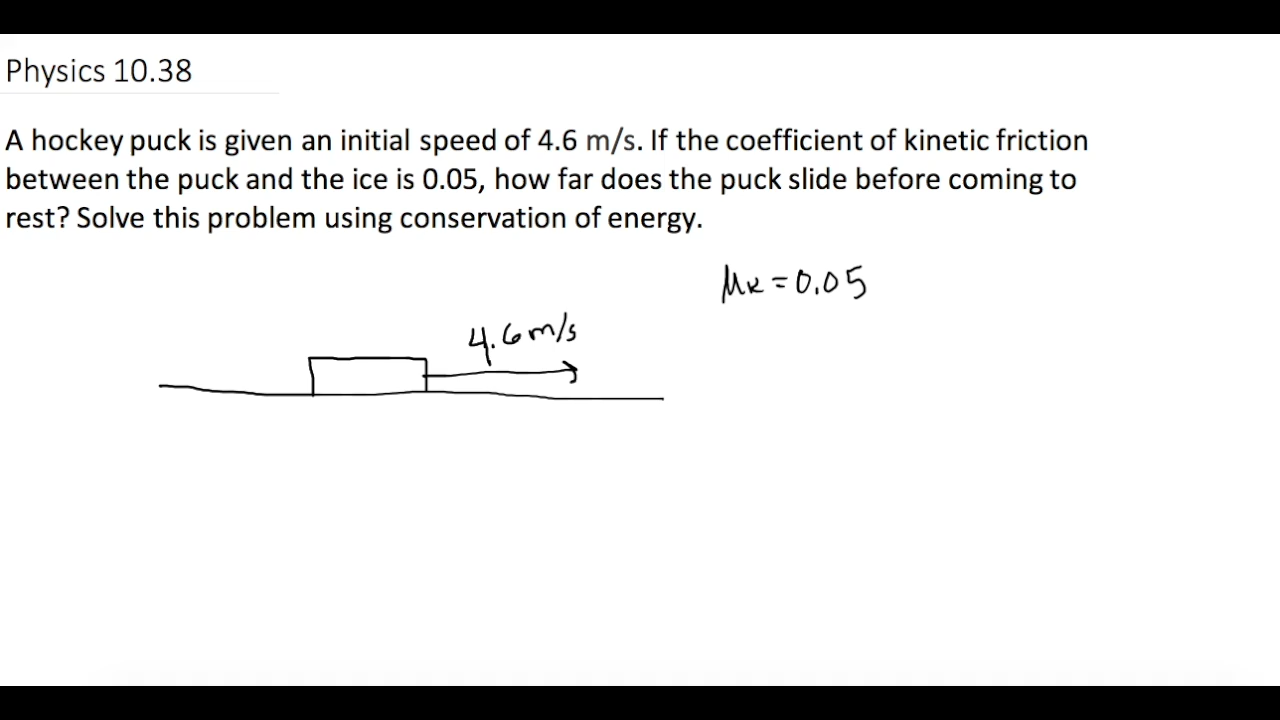 Physics 10.38
A hockey puck is given an initial speed of 4.6 m/s. If the coefficient of kinetic friction
between the puck and the ice is 0.05, how far does the puck slide before coming to
rest? Solve this problem using conservation of energy.
μK = 0.05
4.6 m/s